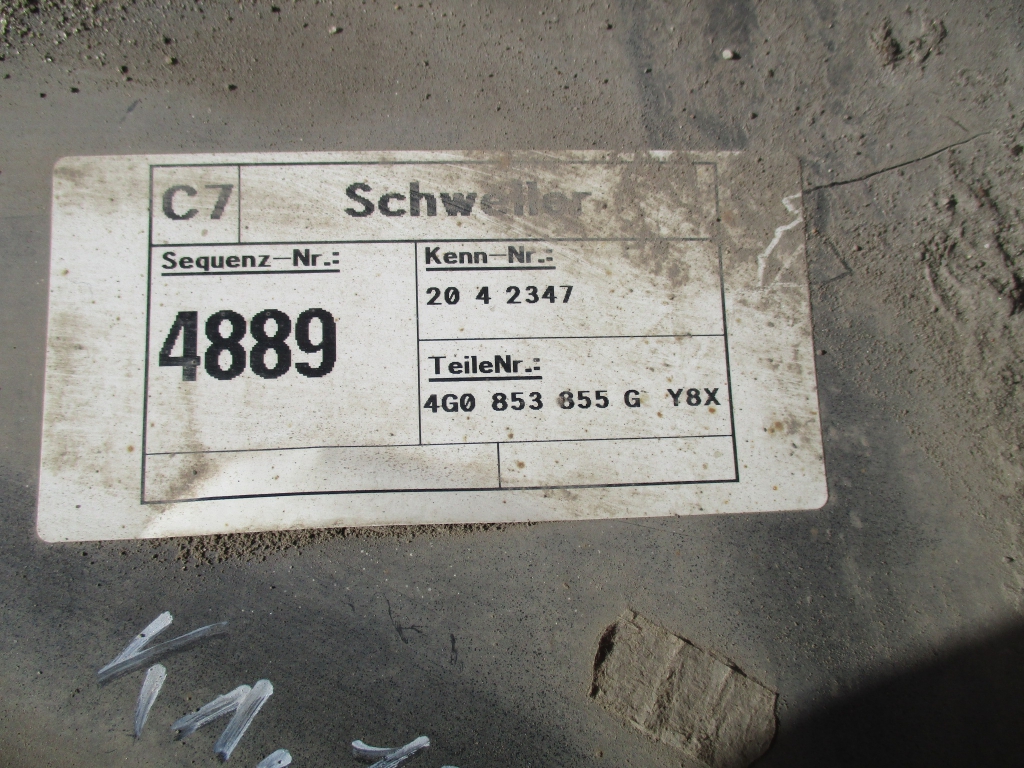 C7 Schweller
Sequenz-Nr.:
4889
Kenn-Nr.:
20 4 2347
TeileNr.:
4G0 853 855 G Y8X